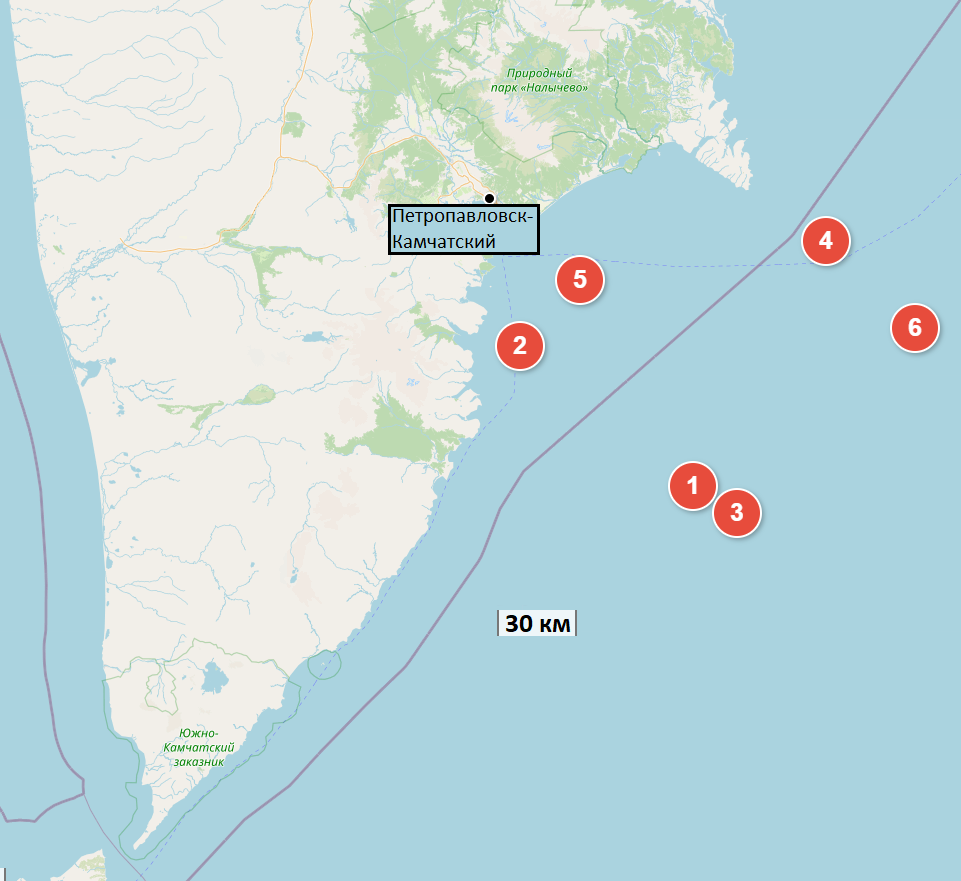 Природный
парк «Налычево»
Петропавловск-
Камчатский
4
5
6
2
1
3
30 км
Южно-
Камчатский
заказник